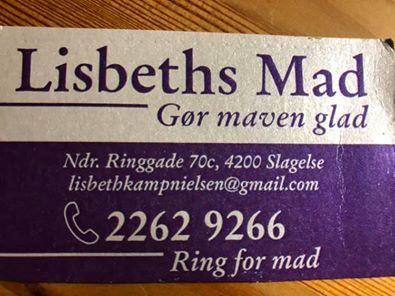 Lisbeths Mad
Gør maven glad
Ndr. Ringgade 70c, 4200 Slagelse
lisbethkampnielsen@gmail.com
2262 9266
Ring for mad